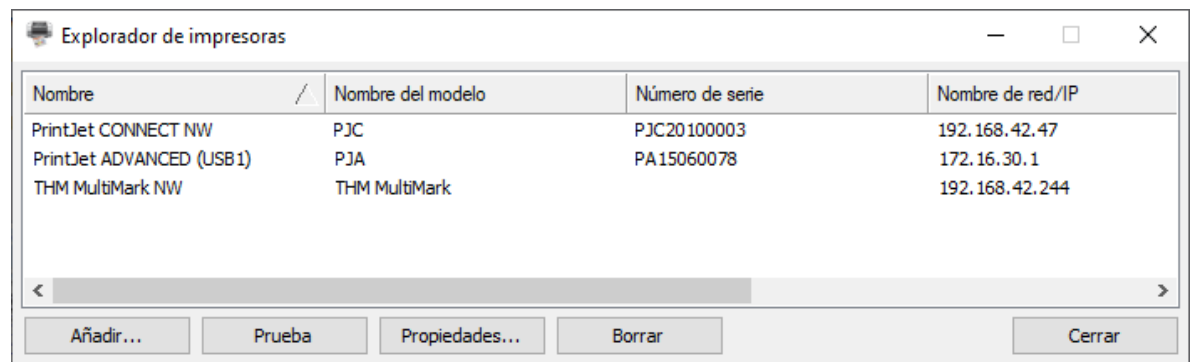 Explorador de impresoras
Nombre Nombre del modelo Número de serie Nombre de red/IP
PrintJet CONNECT NW PJC PJC20100003 192.168.42.47
PrintJet ADVANCED (USB1) PJA PA15060078 172.16.30.1
THM MultiMark NW THM MultiMark 192.168.42.244
Añadir... Prueba Propiedades... Borrar Cerrar